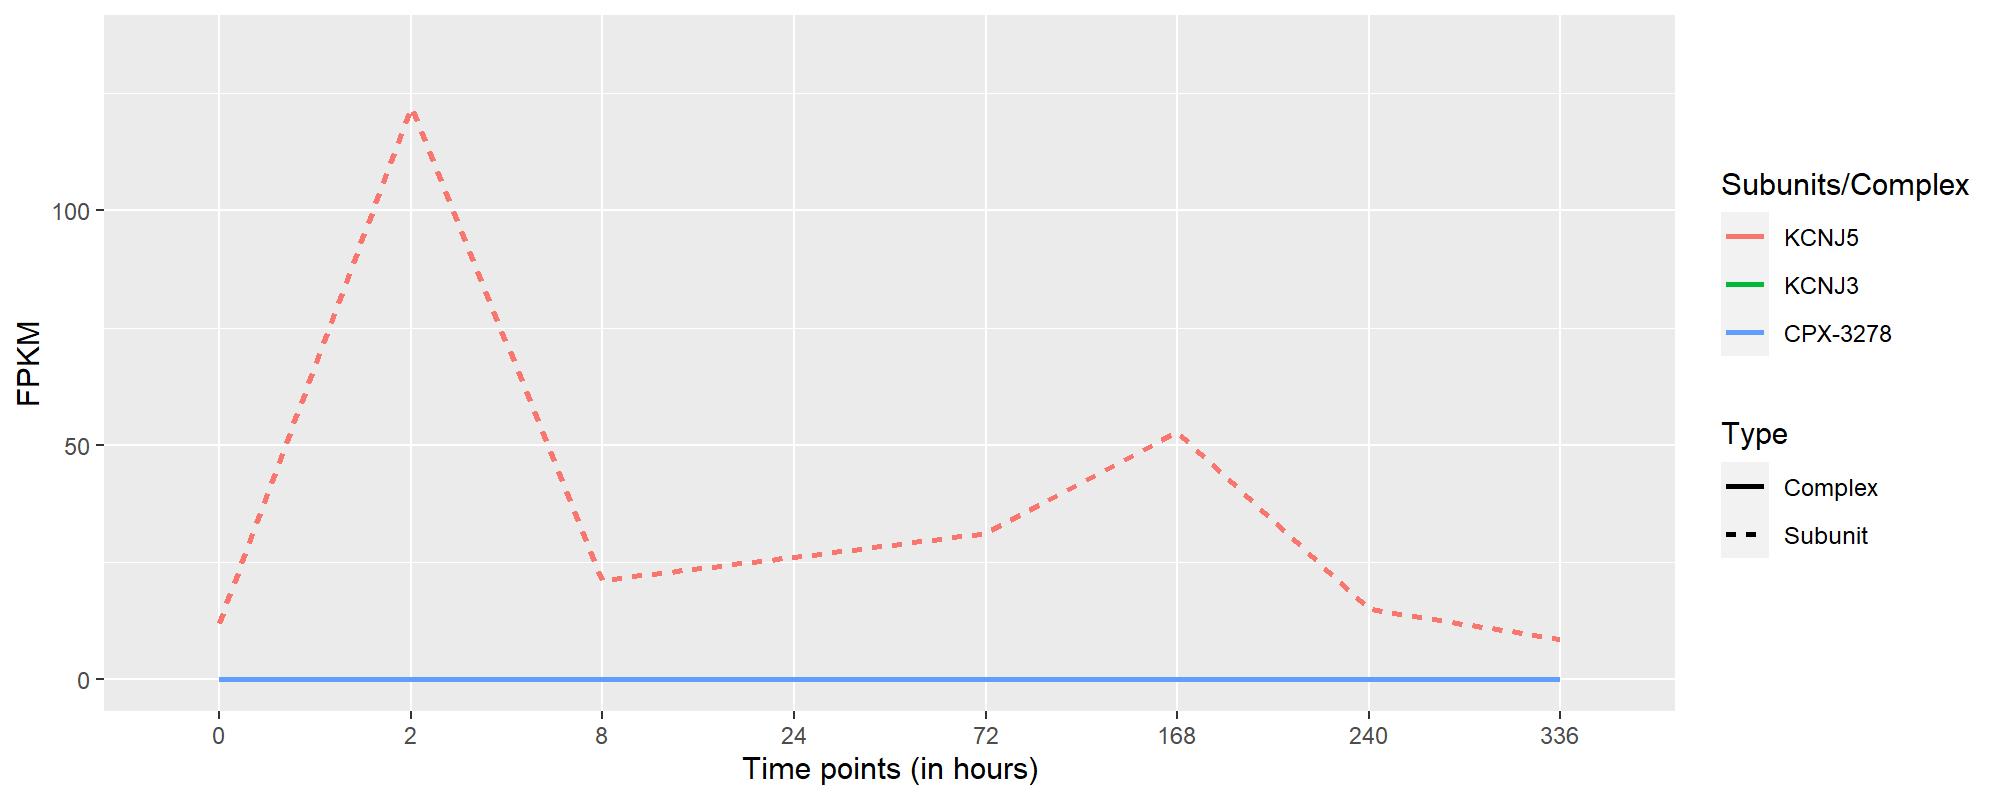 FPKM
100
50
0
0 2 8 24 72 168 240 336
Time points (in hours)
Subunits/Complex
KCNJ5
KCNJ3
CPX-3278
Type
Complex
Subunit